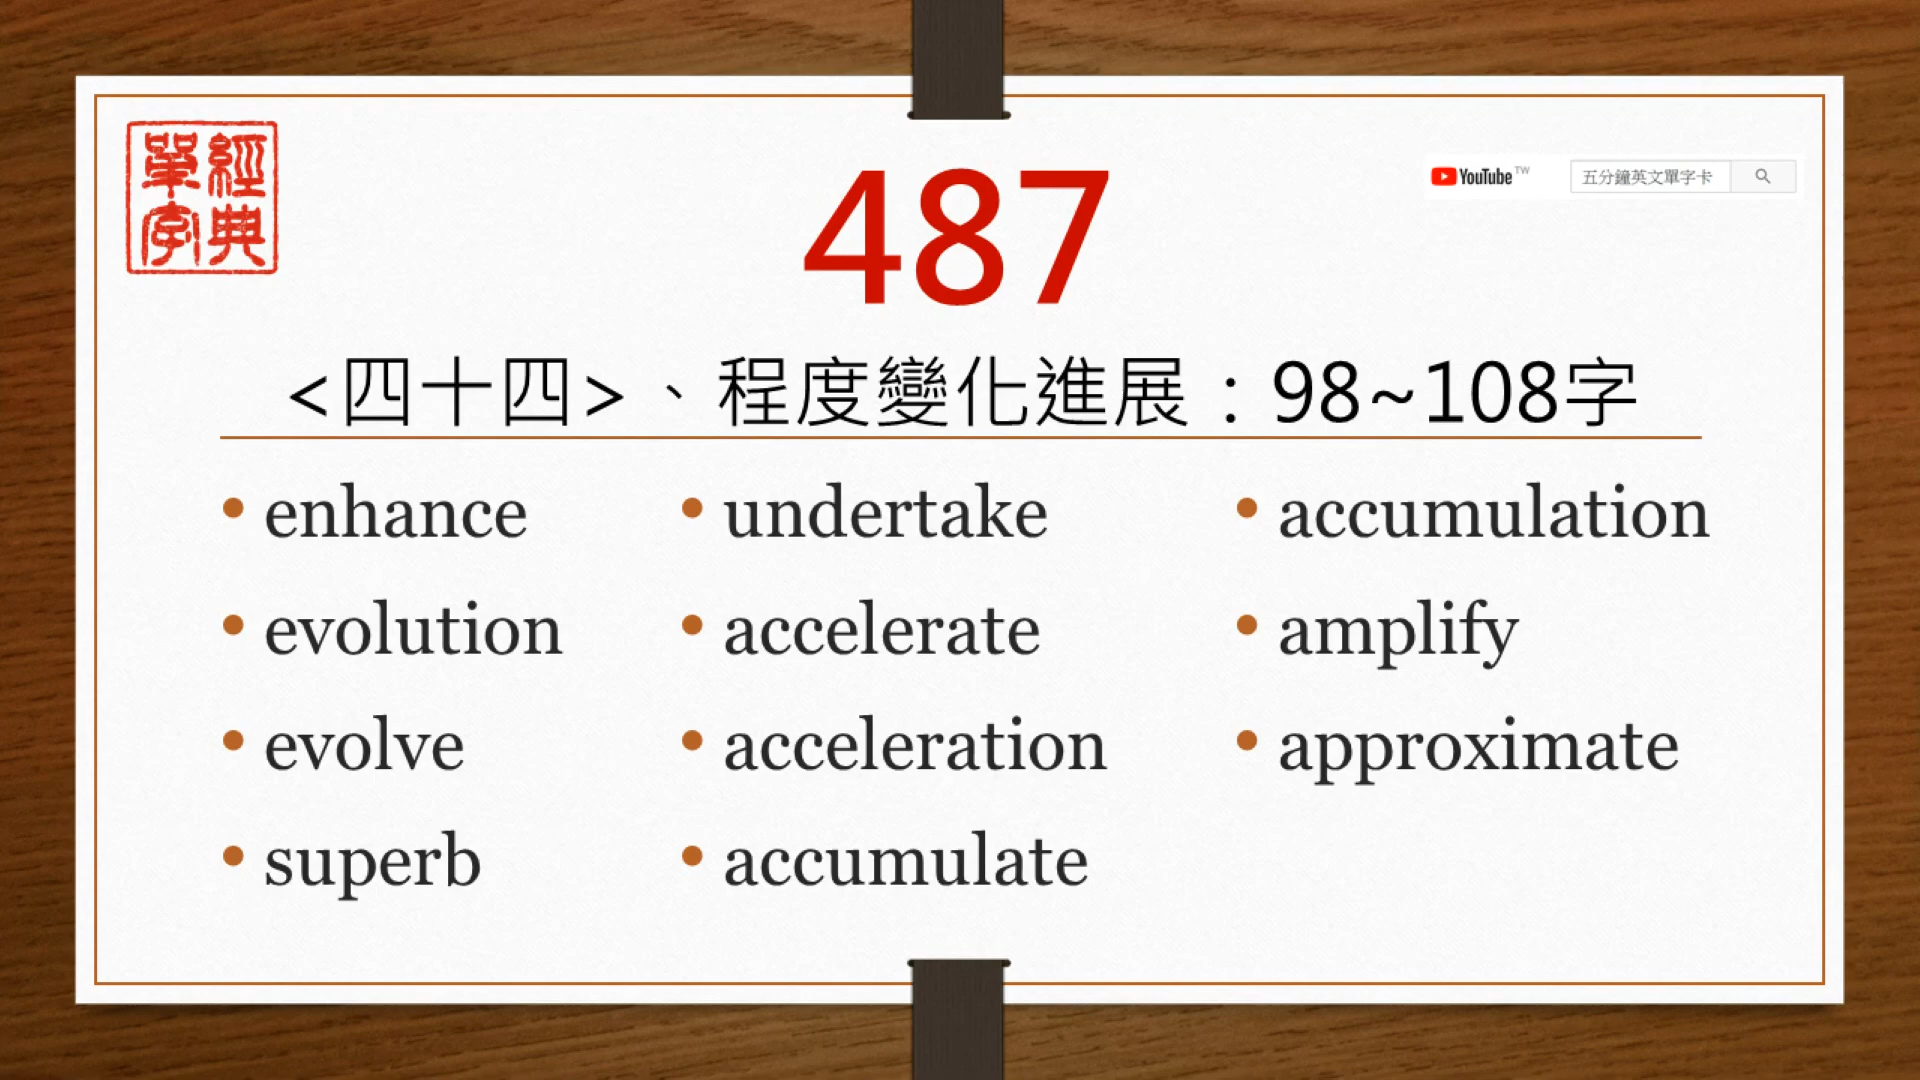 經典
單字
487
YouTube TW
五分鐘英文單字卡
<四十四>、程度變化進展：98~108字
• enhance
• evolution
• evolve
• superb
• undertake
• accelerate
• acceleration
• accumulate
• accumulation
• amplify
• approximate